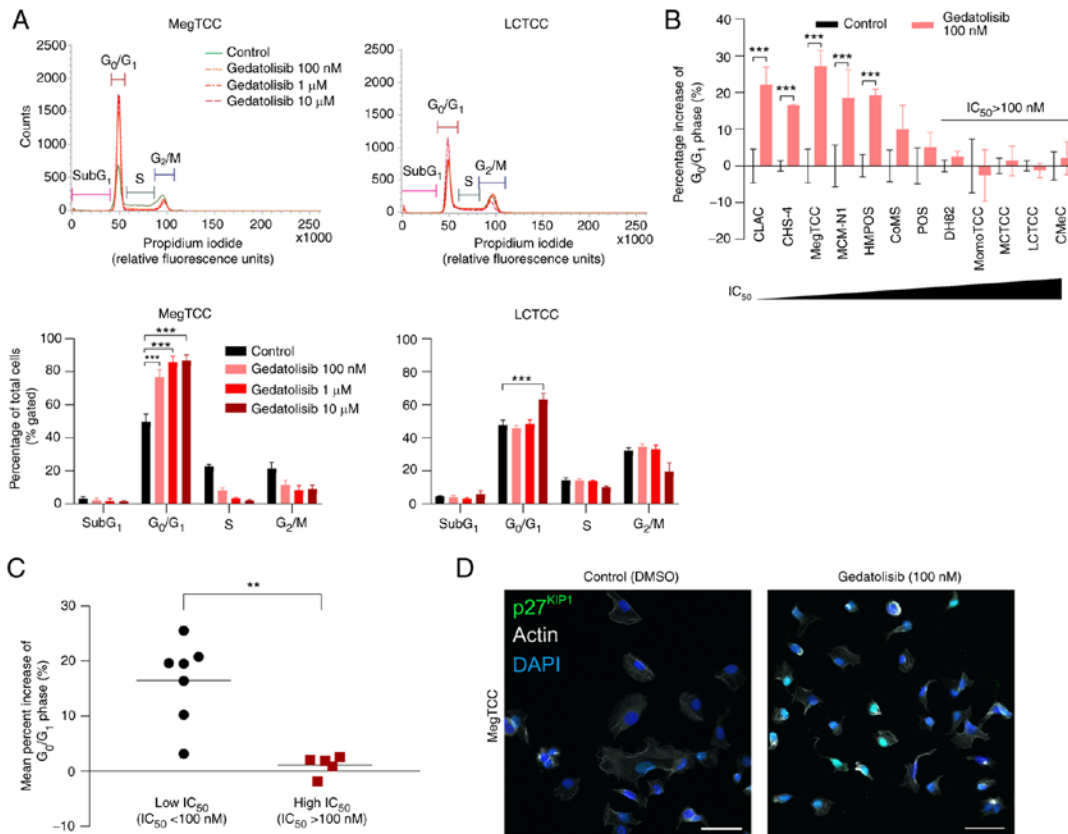 A
MegTCC
2500
2000
1500
1000
500
0
Counts
G0/G1
SubG1
S
G2/M
0 50 100 150 200 250
x1000
Propidium iodide
(relative fluorescence units)
Control
Gedatolisib 100 nM
Gedatolisib 1 μM
Gedatolisib 10 μM
LCTCC
2500
2000
1500
1000
500
0
G0/G1
SubG1
S
G2/M
0 50 100 150 200 250
x1000
Propidium iodide
(relative fluorescence units)
B
Control
Gedatolisib
100 nM
Percentage increase of
G0/G1 phase (%)
40
30
20
10
0
−10
−20
*** *** *** *** ***
IC50>100 nM
CLAC
CHS-4
MegTCC
MCM-N1
HMPOS
CoMS
POS
DH82
MomoTCC
MCTCC
LCTCC
CMeC
IC50
MegTCC
Percentage of total cells
(% gated)
100
80
60
40
20
0
***
***
***
Control
Gedatolisib 100 nM
Gedatolisib 1 μM
Gedatolisib 10 μM
SubG1 G0/G1 S G2/M
LCTCC
100
80
60
40
20
0
***
SubG1 G0/G1 S G2/M
C
**
Mean percent increase of
G0/G1 phase (%)
30
20
10
0
−10
Low IC50
(IC50 <100 nM)
High IC50
(IC50 >100 nM)
D
Control (DMSO)
Gedatolisib (100 nM)
p27KIP1
Actin
DAPI
MegTCC